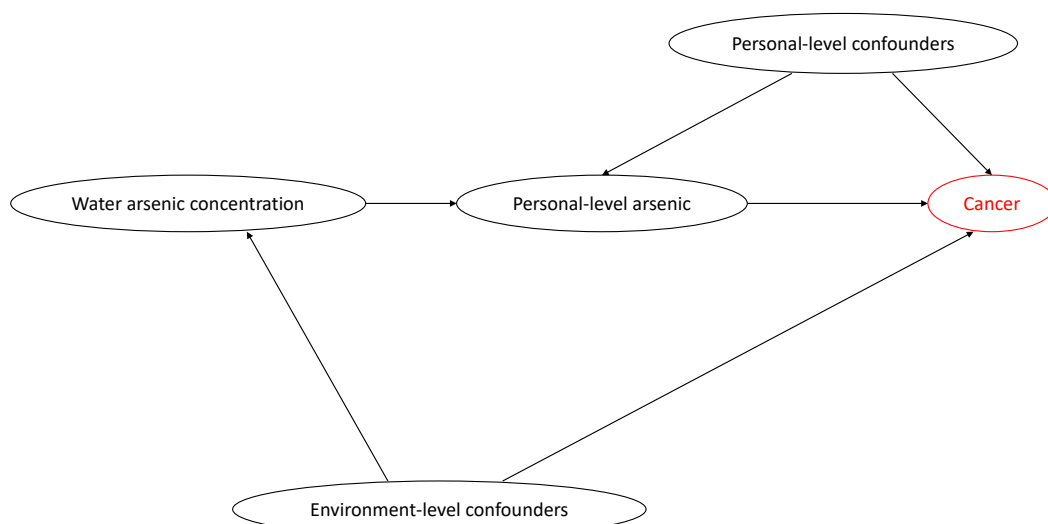 Personal-level confounders
Water arsenic concentration
Personal-level arsenic
Cancer
Environment-level confounders